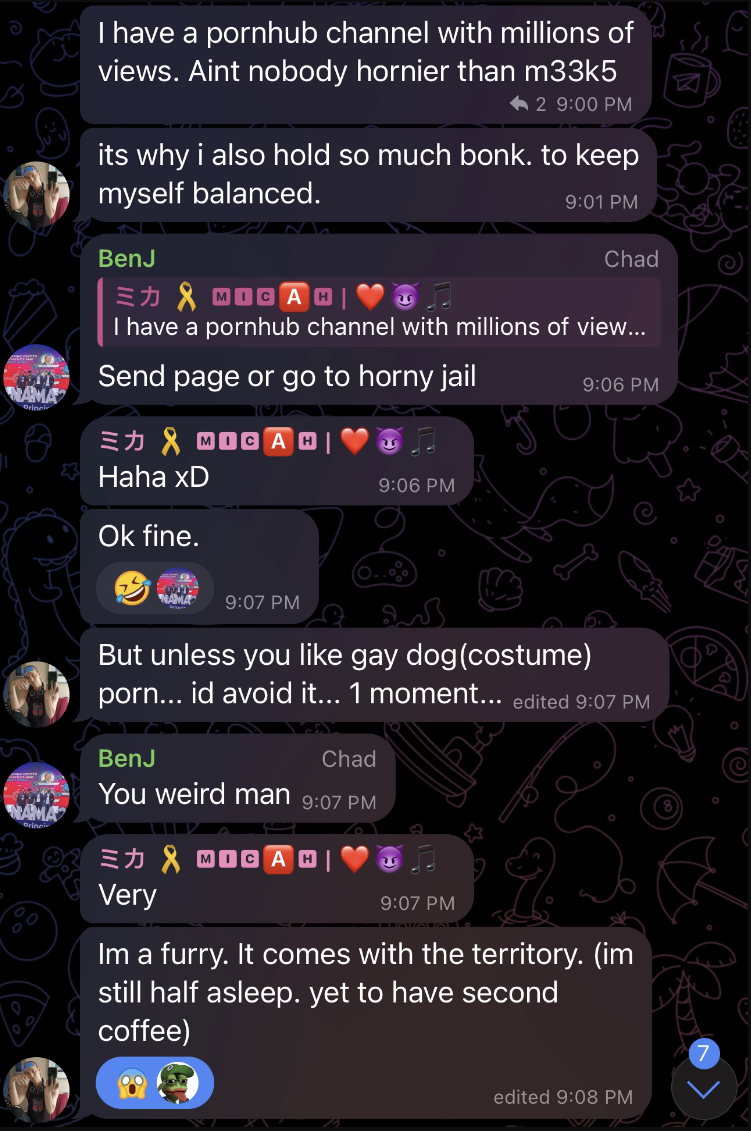 I have a pornhub channel with millions of
views. Aint nobody hornier than m33k5
2 9:00 PM
its why i also hold so much bonk. to keep
myself balanced.
9:01 PM
BenJ Chad
ミカ 🎗️ 🅼🅸🅲🅰️🅷 | ❤️😈🎵
I have a pornhub channel with millions of view...
Send page or go to horny jail
9:06 PM
ミカ 🎗️ 🅼🅸🅲🅰️🅷 | ❤️😈🎵
Haha xD
9:06 PM
Ok fine.
🤣 9:07 PM
But unless you like gay dog(costume)
porn... id avoid it... 1 moment... edited 9:07 PM
BenJ Chad
You weird man 9:07 PM
ミカ 🎗️ 🅼🅸🅲🅰️🅷 | ❤️😈🎵
Very
9:07 PM
Im a furry. It comes with the territory. (im
still half asleep. yet to have second
coffee)
😱
edited 9:08 PM
7